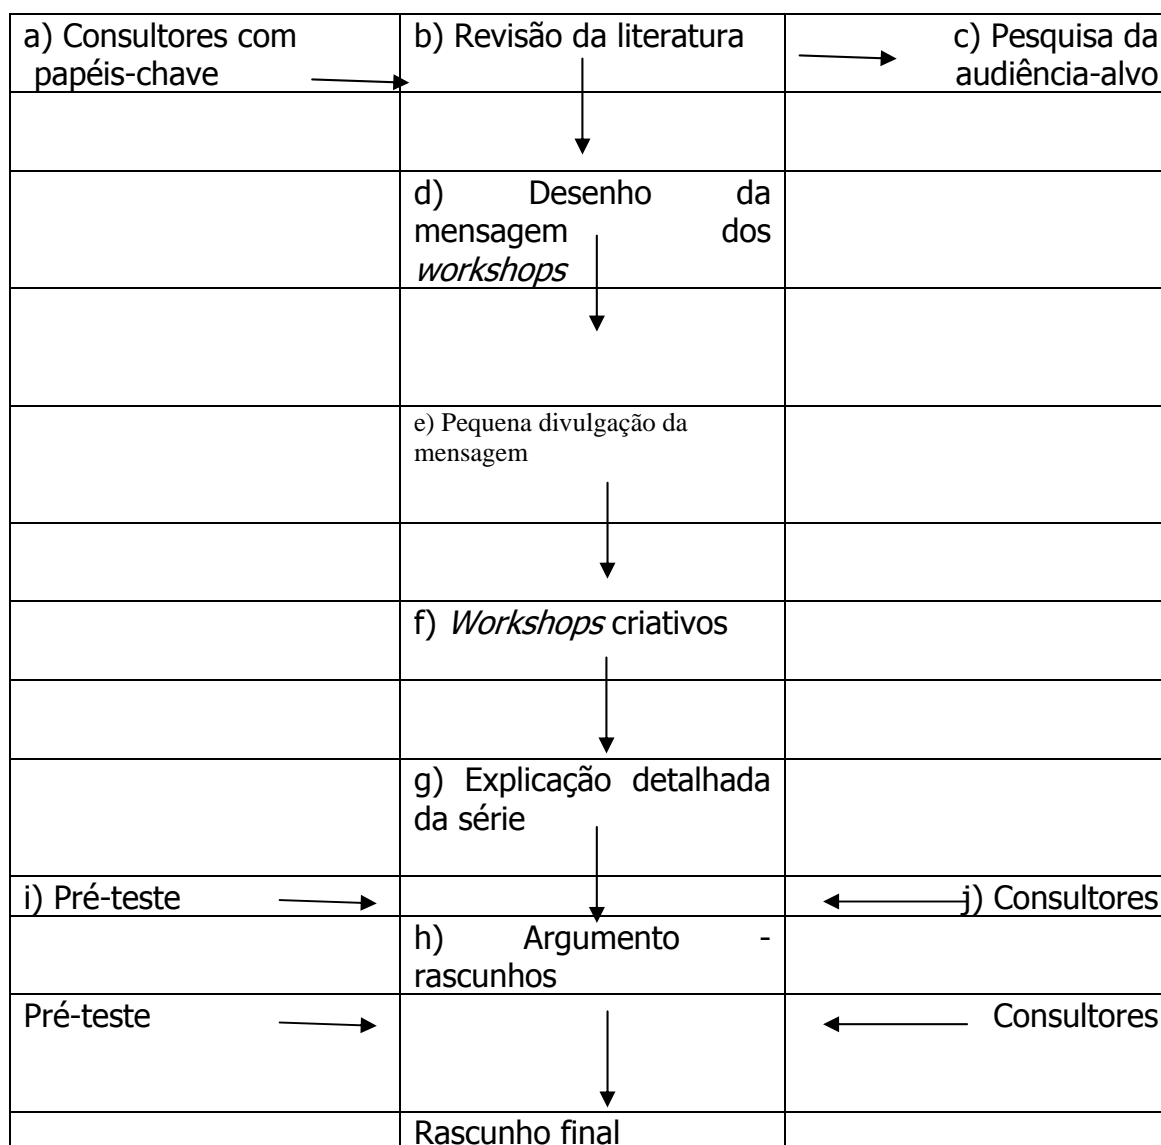 a) Consultores com
papéis-chave
b) Revisão da literatura
c) Pesquisa da
audiência-alvo
d) Desenho da
mensagem dos
workshops
e) Pequena divulgação da
mensagem
f) Workshops criativos
g) Explicação detalhada
da série
i) Pré-teste
j) Consultores
h) Argumento -
rascunhos
Pré-teste
Consultores
Rascunho final